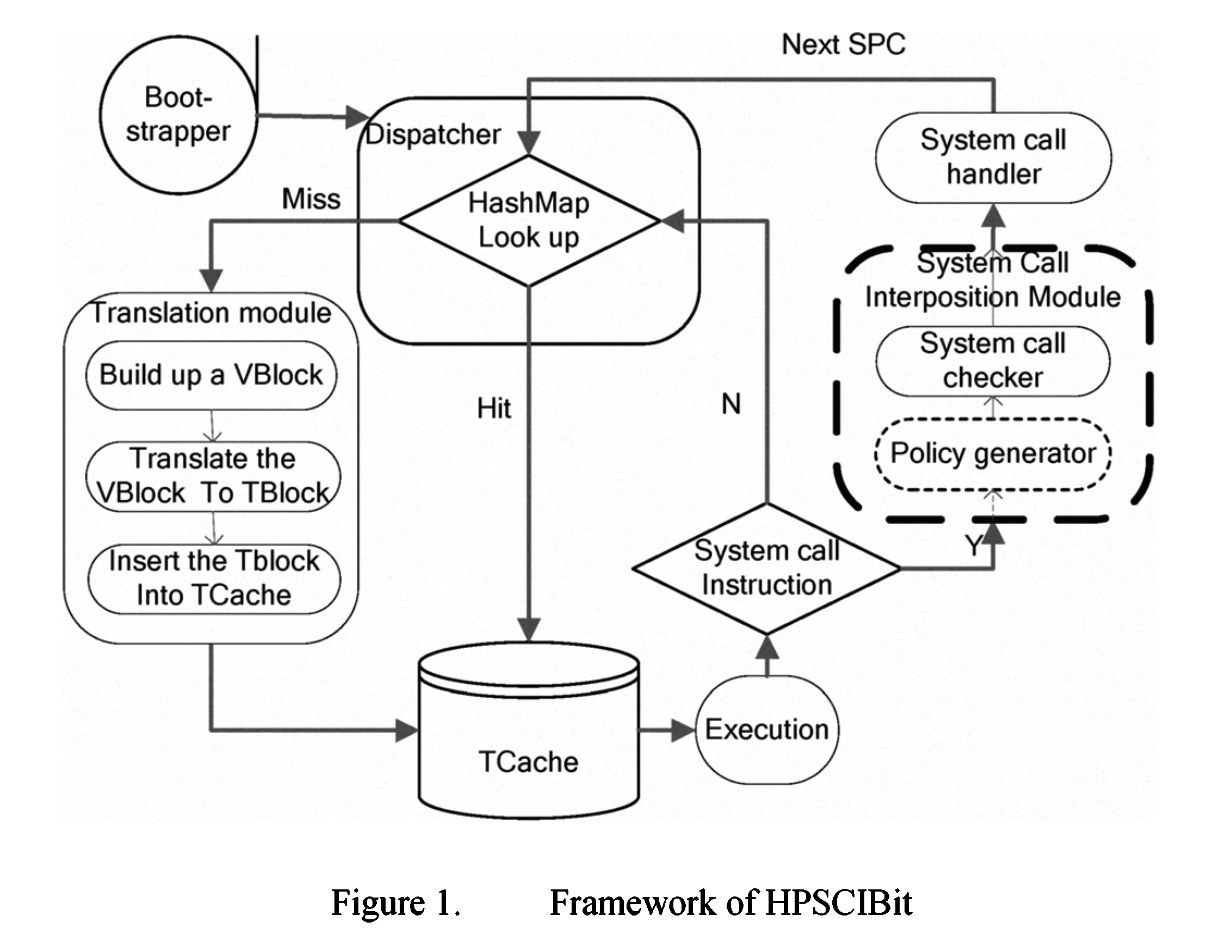 Next SPC
Boot-
strapper
Dispatcher
System call
handler
Miss
HashMap
Look up
System Call
Interposition Module
Translation module
System call
checker
Build up a VBlock
Hit
N
Policy generator
Translate the
VBlock To TBlock
System call
Instruction
Y
Insert the Tblock
Into TCache
Execution
TCache
Figure 1. Framework of HPSCIBit